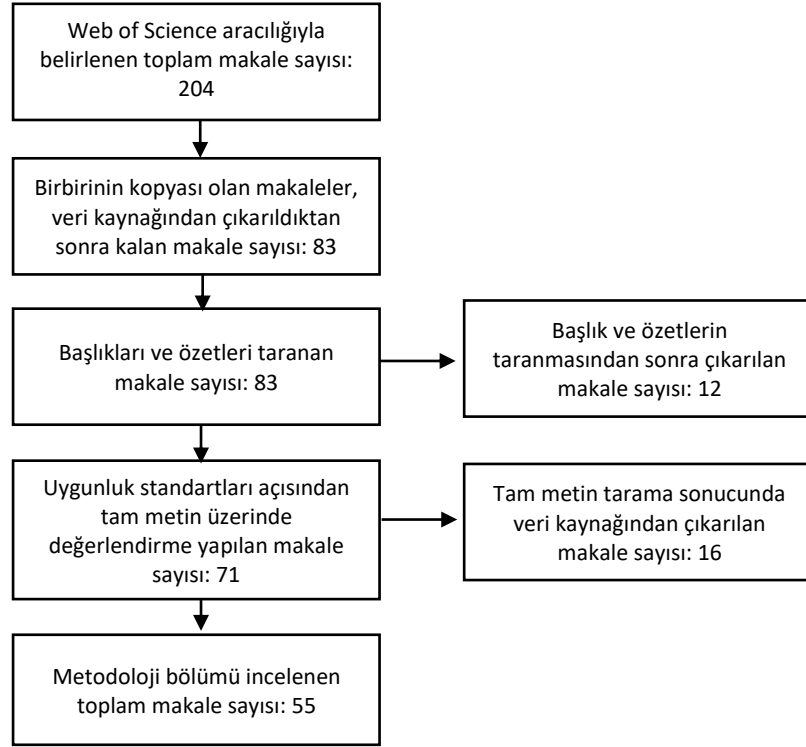 Web of Science aracılığıyla
belirlenen toplam makale sayısı:
204
Birbirinin kopyası olan makaleler,
veri kaynağından çıkarıldıktan
sonra kalan makale sayısı: 83
Başlıkları ve özetleri taranan
makale sayısı: 83
Başlık ve özetlerin
taranmasından sonra çıkarılan
makale sayısı: 12
Uygunluk standartları açısından
tam metin üzerinde
değerlendirme yapılan makale
sayısı: 71
Tam metin tarama sonucunda
veri kaynağından çıkarılan
makale sayısı: 16
Metodoloji bölümü incelenen
toplam makale sayısı: 55